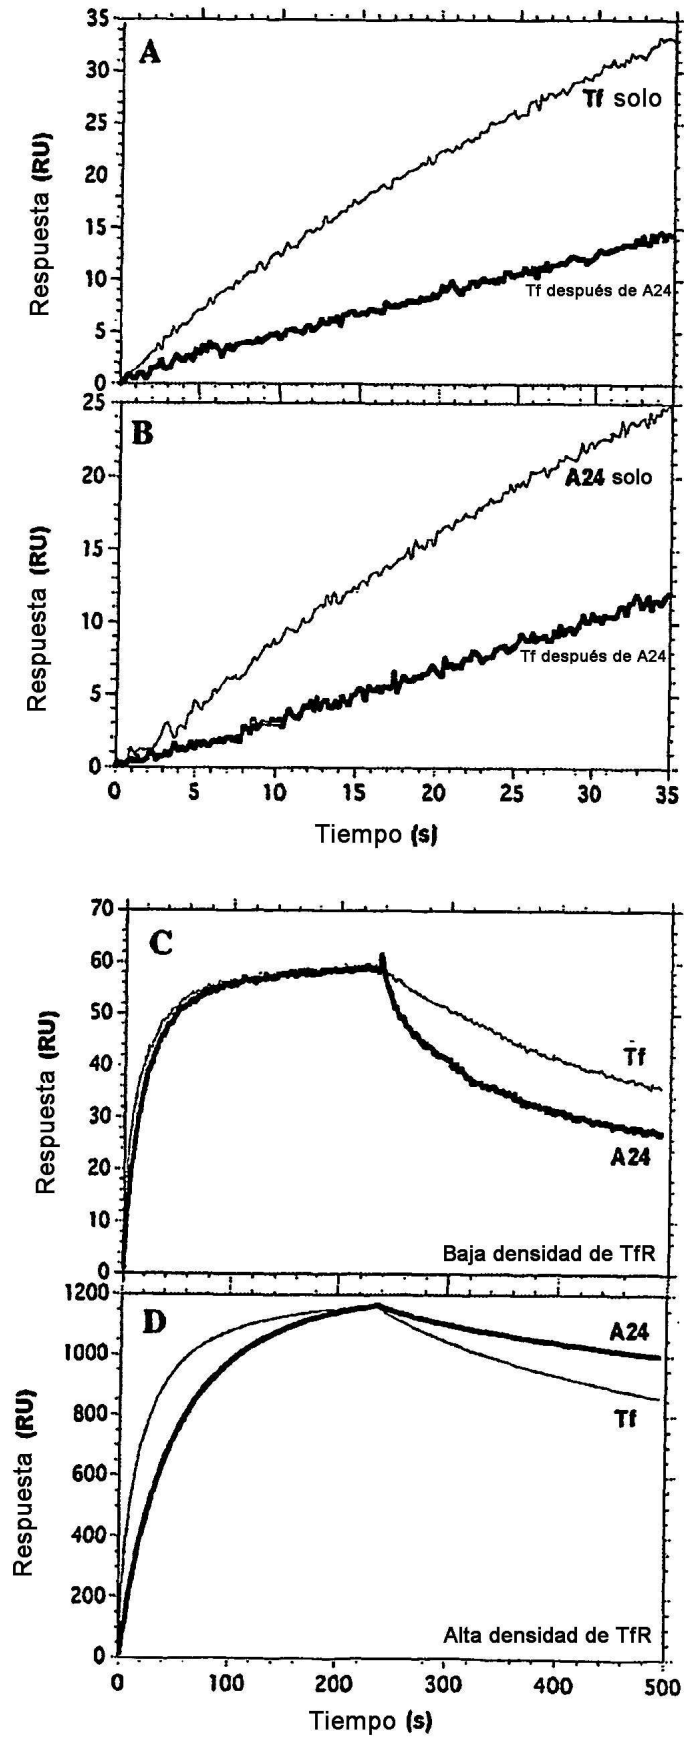 35
A
30
Tf solo
25
20
15
10
Tf después de A24
5
0
Respuesta (RU)
25
B
20
A24 solo
15
10
Tf después de A24
5
0
Respuesta (RU)
0 5 10 15 20 25 30 35
Tiempo (s)
70
C
60
50
Tf
40
30
A24
20
10
Baja densidad de TfR
0
Respuesta (RU)
1200
D
A24
1000
Tf
800
600
400
200
Alta densidad de TfR
0
Respuesta (RU)
0 100 200 300 400 500
Tiempo (s)